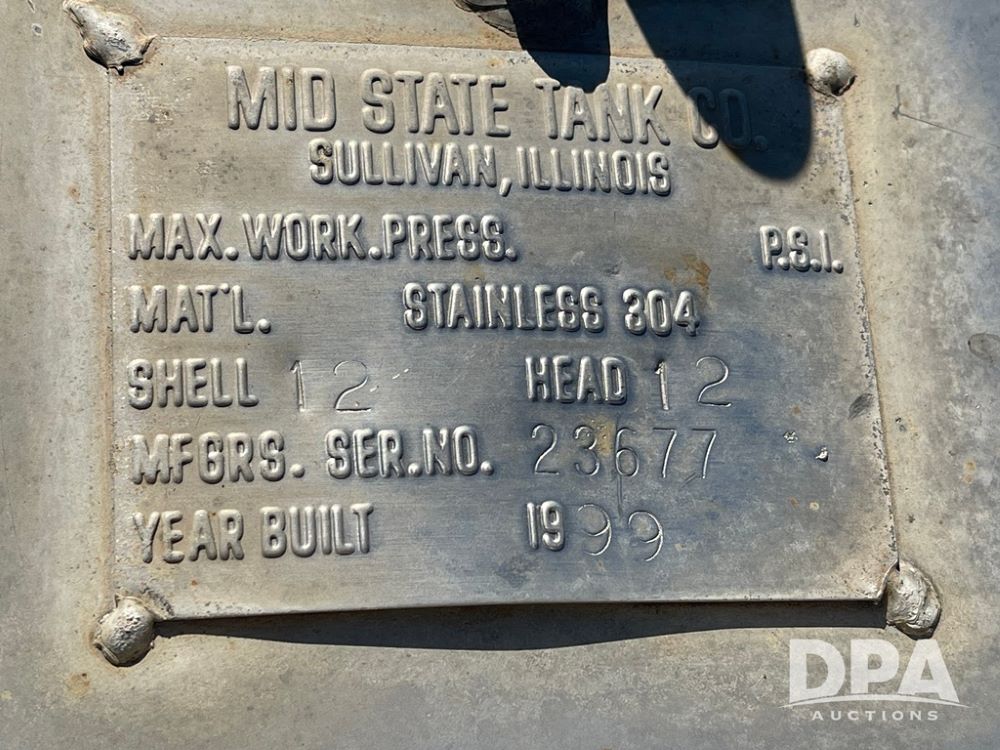 MID STATE TANK CO.
SULLIVAN, ILLINOIS
MAX. WORK. PRESS. P.S.I.
MAT'L. STAINLESS 304
SHELL 12 HEAD 12
MFGRS. SER. NO. 23677
YEAR BUILT 1999
DPA
AUCTIONS